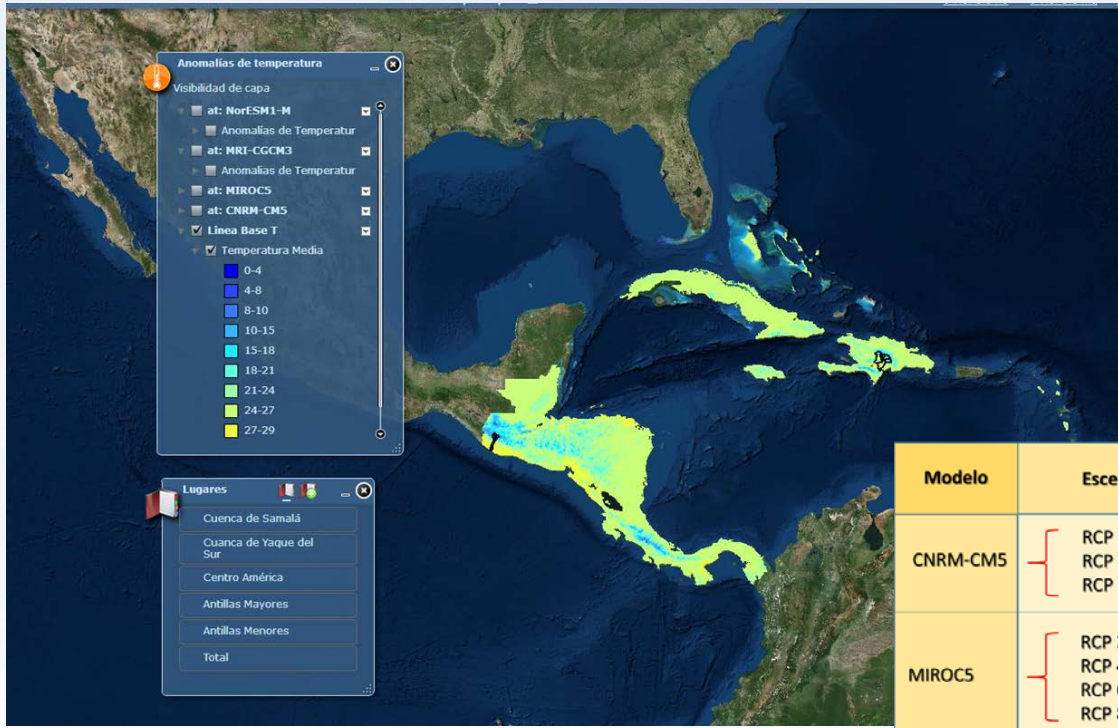 Anomalías de temperatura
Visibilidad de capa
at: NorESM1-M
Anomalías de Temperatur
at: MRI-CGCM3
Anomalias de Temperatur
at: MIROC5
at: CNRM-CM5
Linea Base T
Temperatura Media
0-4
4-8
8-10
10-15
15-18
18-21
21-24
24-27
27-29
Lugares
Cuenca de Samalá
Cuanca de Yaque del
Sur
Centro América
Antillas Mayores
Antillas Menores
Total
Modelo
Esce
CNRM-CM5
RCP
RCP
RCP
MIROC5
RCP
RCP
RCP
RCP